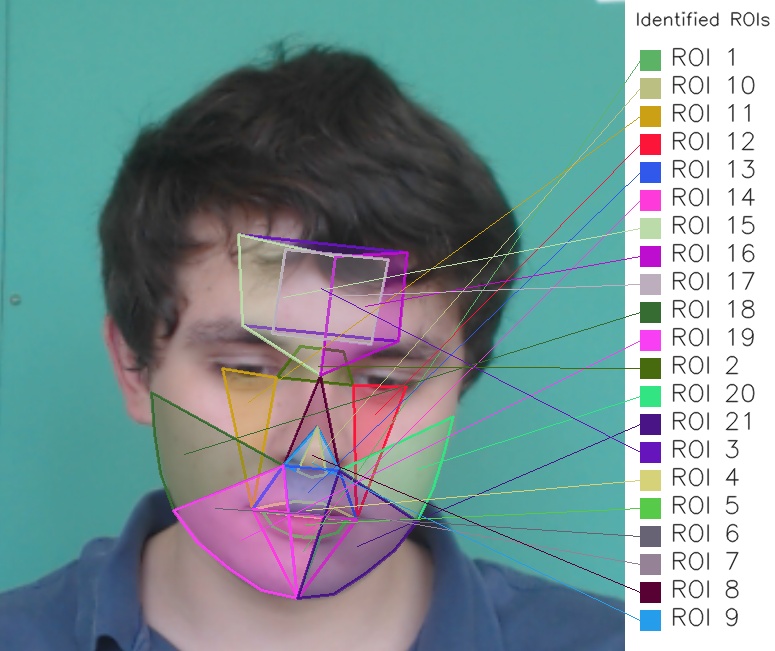 Identified ROIs
ROI 1
ROI 10
ROI 11
ROI 12
ROI 13
ROI 14
ROI 15
ROI 16
ROI 17
ROI 18
ROI 19
ROI 2
ROI 20
ROI 21
ROI 3
ROI 4
ROI 5
ROI 6
ROI 7
ROI 8
ROI 9